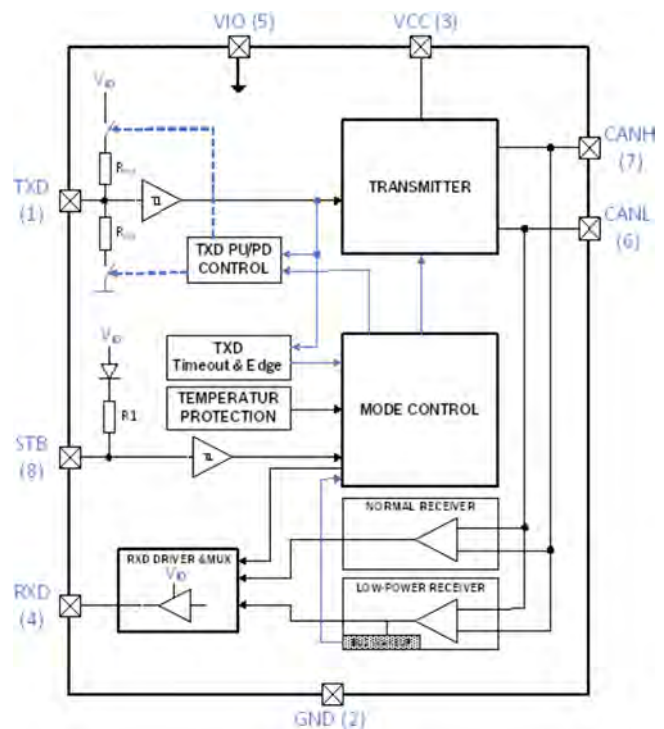 VIO (5) VCC (3)
VIO
CANH
(7)
TXD
(1)
TRANSMITTER
CANL
(6)
TXD PU/PD
CONTROL
VIO
TXD
Timeout & Edge
R1
TEMPERATUR
PROTECTION
MODE CONTROL
STB
(8)
NORMAL RECEIVER
RXD DRIVER &MUX
VIO
LOW-POWER RECEIVER
RXD
(4)
GND (2)